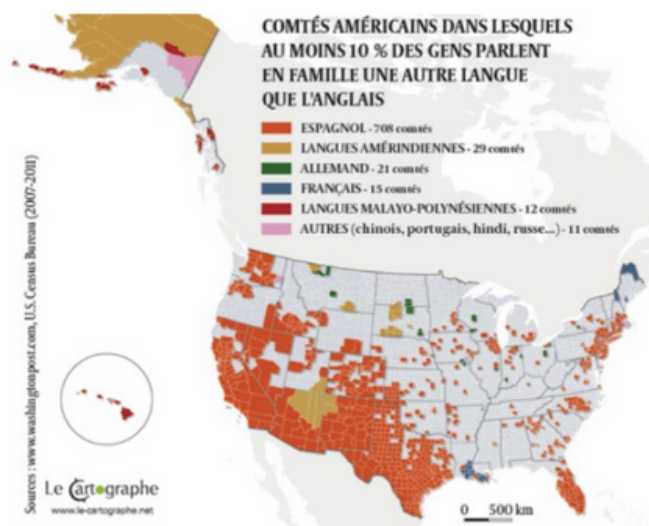 COMTÉS AMÉRICAINS DANS LESQUELS
AU MOINS 10 % DES GENS PARLENT
EN FAMILLE UNE AUTRE LANGUE
QUE L'ANGLAIS
ESPAGNOL - 708 comtés
LANGUES AMÉRINDIENNES - 29 comtés
ALLEMAND - 21 comtés
FRANÇAIS - 15 comtés
LANGUES MALAYO-POLYNÉSIENNES - 12 comtés
AUTRES (chinois, portugais, hindi, russe...) - 11 comtés
Sources : www.washingtonpost.com, U.S. Census Bureau (2007-2011)
Le Cartographe
www.le-cartographe.net
0 500 km